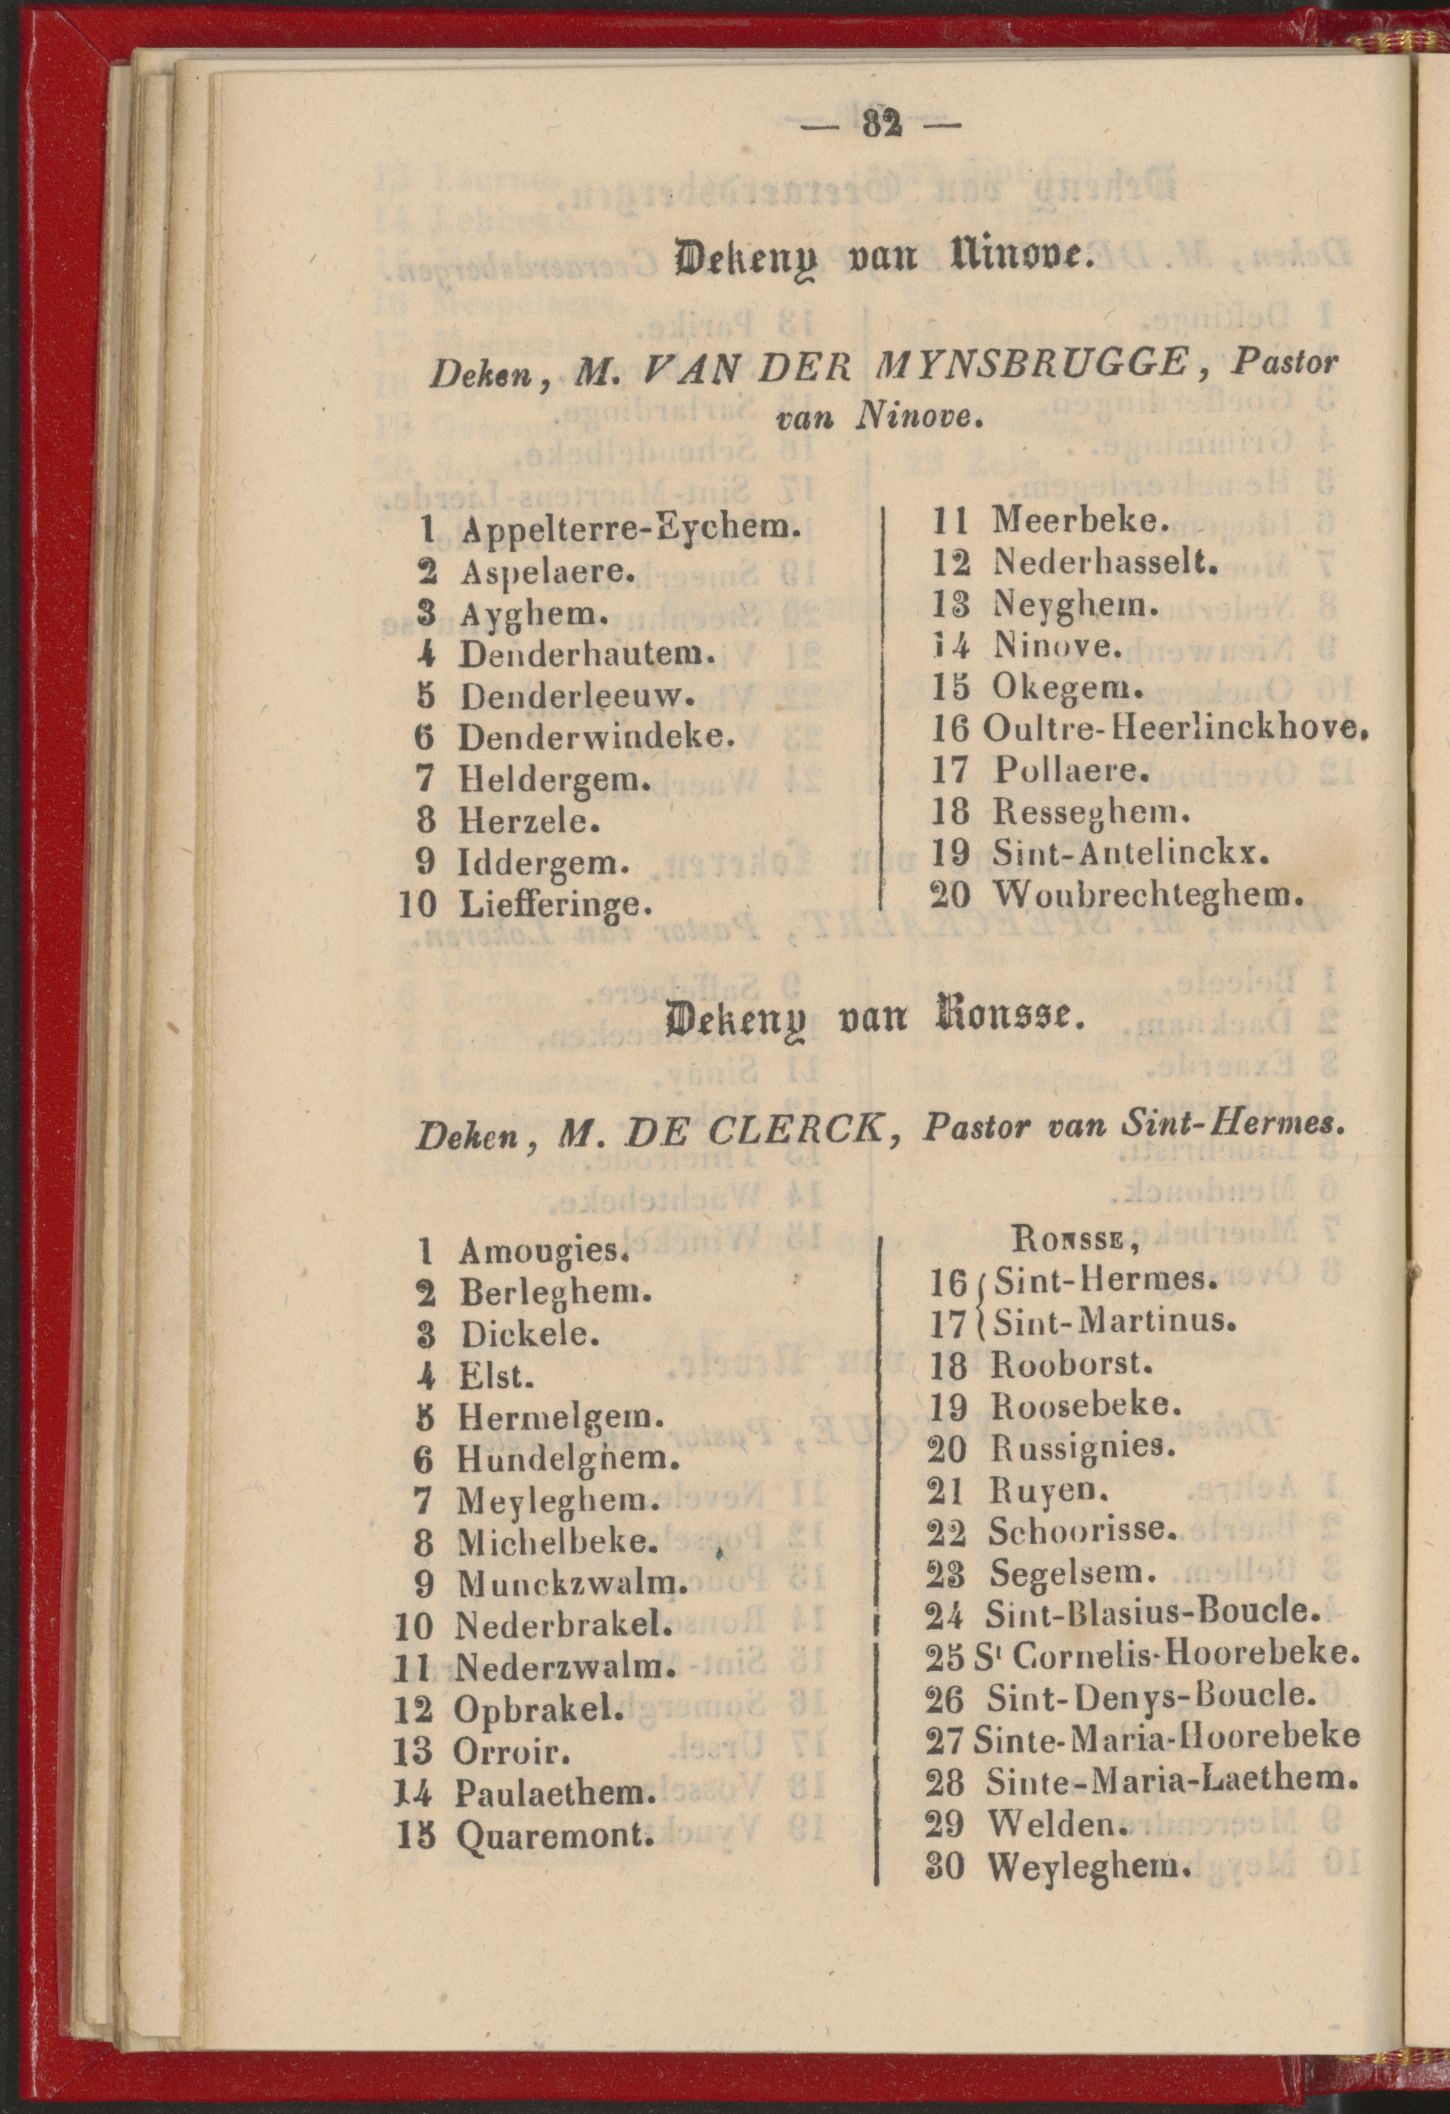 — 82 —
Dekeny van Ninove.
Deken, M. VAN DER MYNSBRUGGE, Pastor
van Ninove.
1 Appelterre-Eychem.
2 Aspelaere.
3 Ayghem.
4 Denderhautem.
5 Denderleeuw.
6 Denderwindeke.
7 Heldergem.
8 Herzele.
9 Iddergem.
10 Liefferinge.
11 Meerbeke.
12 Nederhasselt.
13 Neyghem.
14 Ninove.
15 Okegem.
16 Oultre-Heerlinckhove.
17 Pollaere.
18 Resseghem.
19 Sint-Antelinckx.
20 Woubrechteghem.
Dekeny van Ronsse.
Deken, M. DE CLERCK, Pastor van Sint-Hermes.
1 Amougies.
2 Berleghem.
3 Dickele.
4 Elst.
5 Hermelgem.
6 Hundelghem.
7 Meyleghem.
8 Michelbeke.
9 Munckzwalm.
10 Nederbrakel.
11 Nederzwalm.
12 Opbrakel.
13 Orroir.
14 Paulaethem.
15 Quaremont.
RONSSE,
16 Sint-Hermes.
17 Sint-Martinus.
18 Rooborst.
19 Roosebeke.
20 Russignies.
21 Ruyen.
22 Schoorisse.
23 Segelsem.
24 Sint-Blasius-Boucle.
25 St Cornelis-Hoorebeke.
26 Sint-Denys-Boucle.
27 Sinte-Maria-Hoorebeke
28 Sinte-Maria-Laethem.
29 Welden.
30 Weyleghem.